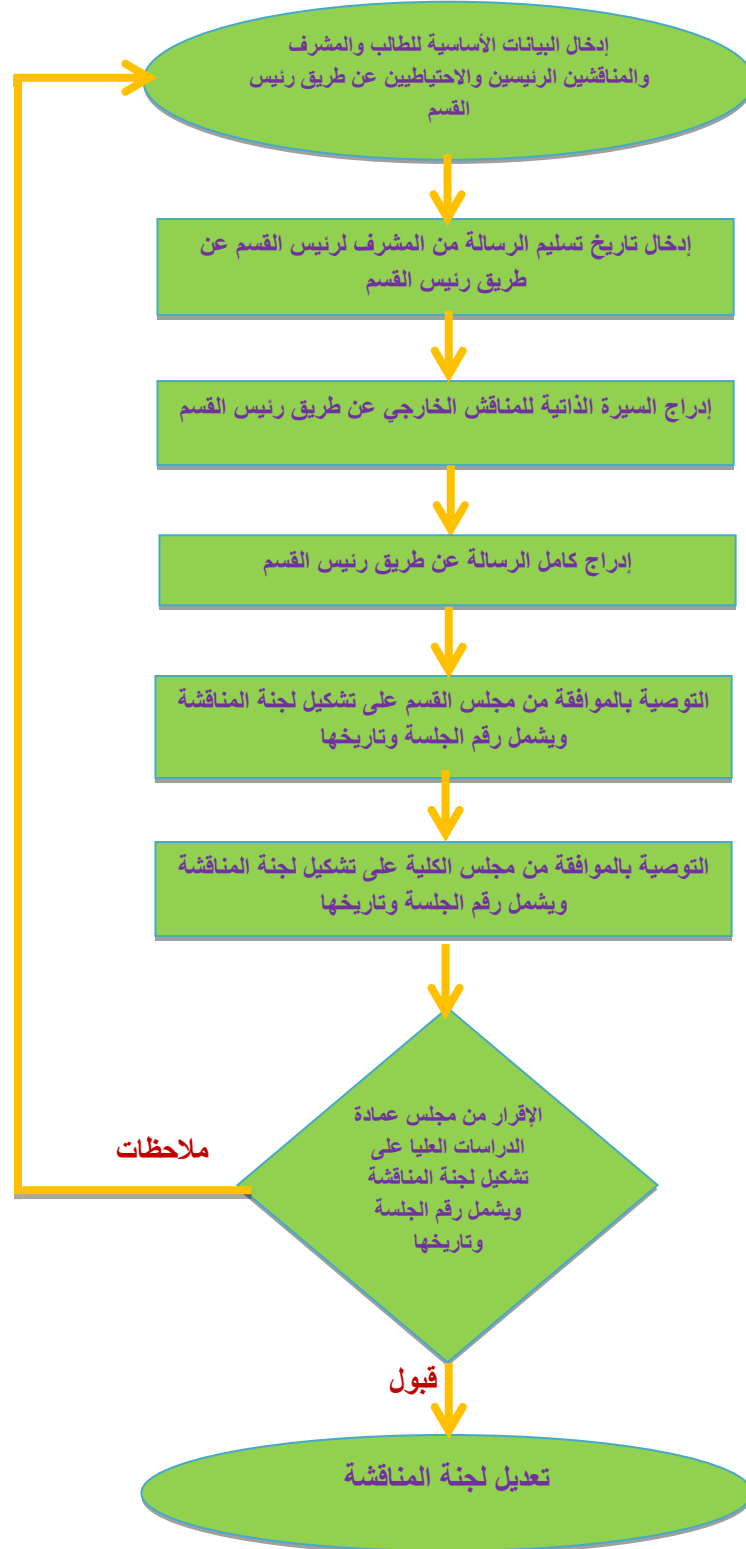 إدخال البيانات الأساسية للطالب والمشرف
والمناقشين الرئيسين والاحتياطيين عن طريق رئيس
القسم
إدخال تاريخ تسليم الرسالة من المشرف لرئيس القسم عن
طريق رئيس القسم
إدراج السيرة الذاتية للمناقش الخارجي عن طريق رئيس القسم
إدراج كامل الرسالة عن طريق رئيس القسم
التوصية بالموافقة من مجلس القسم على تشكيل لجنة المناقشة
ويشمل رقم الجلسة وتاريخها
التوصية بالموافقة من مجلس الكلية على تشكيل لجنة المناقشة
ويشمل رقم الجلسة وتاريخها
الإقرار من مجلس عمادة
الدراسات العليا على
تشكيل لجنة المناقشة
ويشمل رقم الجلسة
وتاريخها
ملاحظات
قبول
تعديل لجنة المناقشة